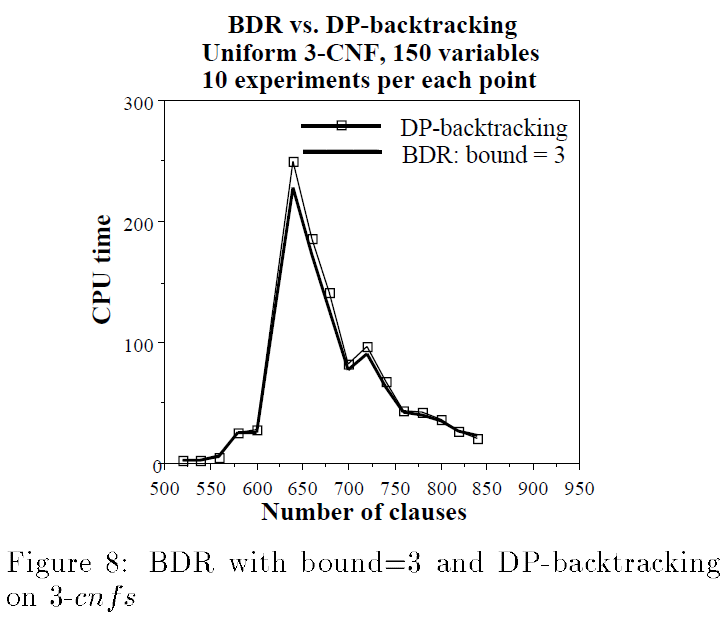 BDR vs. DP-backtracking
Uniform 3-CNF, 150 variables
10 experiments per each point
300
200
100
0
CPU time
DP-backtracking
BDR: bound = 3
500 550 600 650 700 750 800 850 900 950
Number of clauses
Figure 8: BDR with bound=3 and DP-backtracking
on 3-cnfs